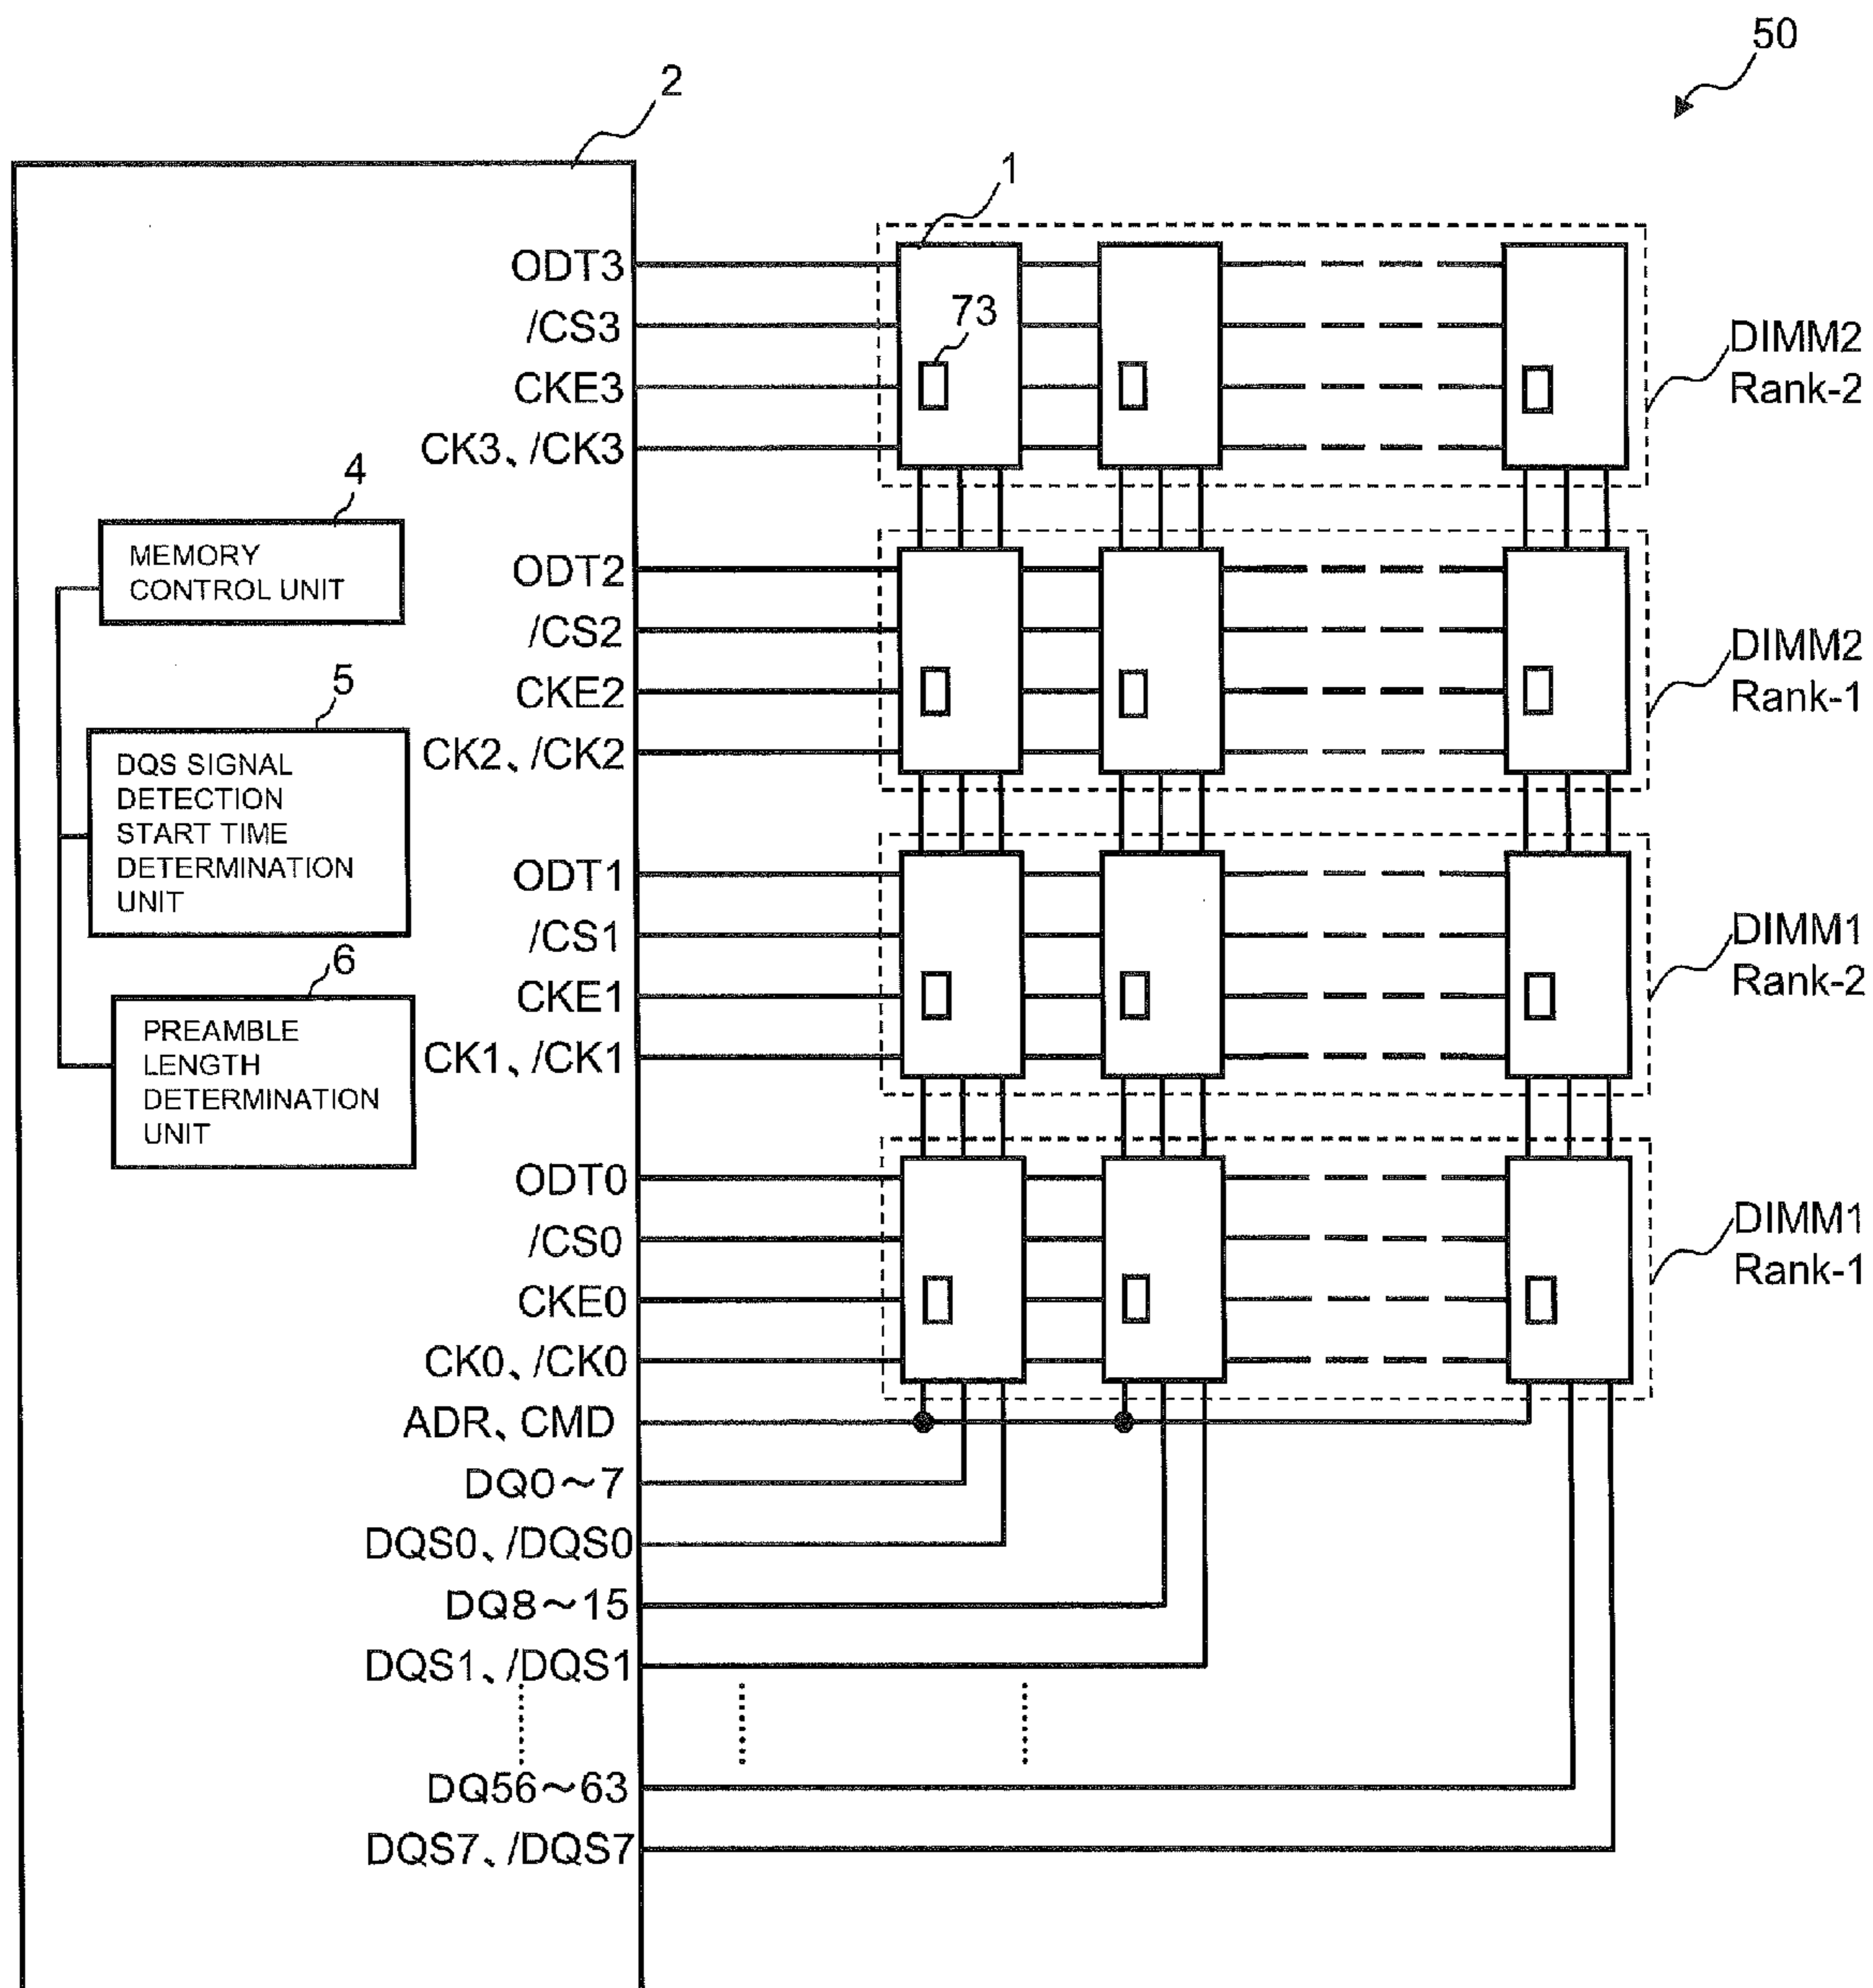 50
2
1
ODT3
73
/CS3
DIMM2
Rank-2
CKE3
CK3、/CK3
4
MEMORY
CONTROL UNIT
ODT2
/CS2
DIMM2
Rank-1
CKE2
5
CK2、/CK2
DQS SIGNAL
DETECTION
START TIME
DETERMINATION
UNIT
ODT1
/CS1
DIMM1
Rank-2
CKE1
6
PREAMBLE
LENGTH
DETERMINATION
UNIT
CK1、/CK1
ODT0
/CS0
DIMM1
Rank-1
CKE0
CK0、/CK0
ADR、CMD
DQ0～7
DQS0、/DQS0
DQ8～15
DQS1、/DQS1
DQ56～63
DQS7、/DQS7